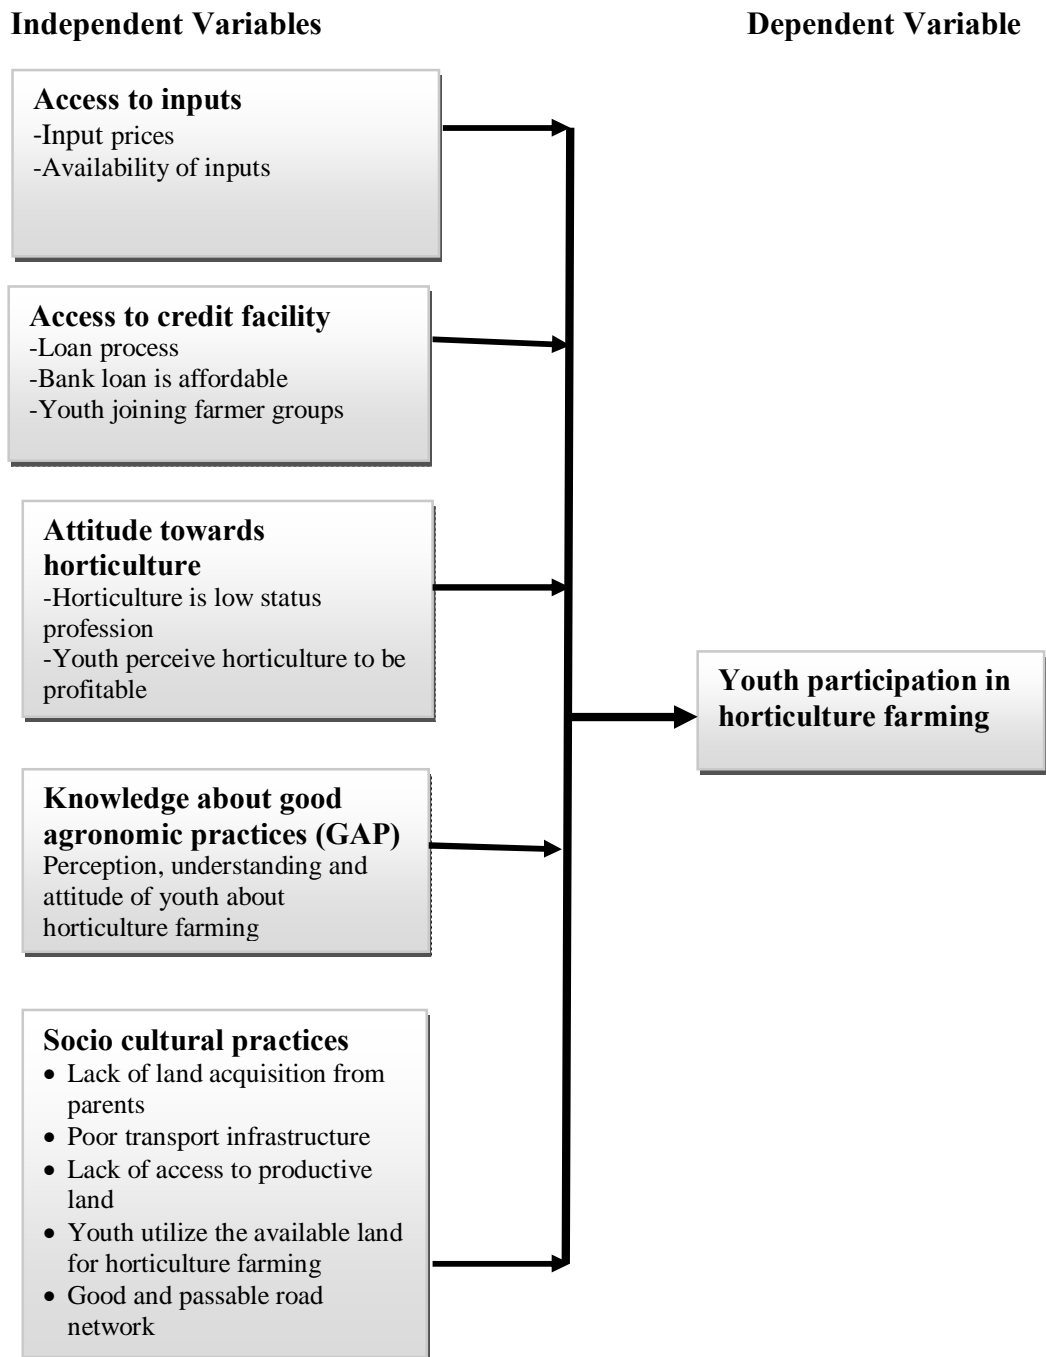 Independent Variables
Dependent Variable
Access to inputs
-Input prices
-Availability of inputs
Access to credit facility
-Loan process
-Bank loan is affordable
-Youth joining farmer groups
Attitude towards
horticulture
-Horticulture is low status
profession
-Youth perceive horticulture to be
profitable
Knowledge about good
agronomic practices (GAP)
Perception, understanding and
attitude of youth about
horticulture farming
Socio cultural practices
• Lack of land acquisition from
parents
• Poor transport infrastructure
• Lack of access to productive
land
• Youth utilize the available land
for horticulture farming
• Good and passable road
network
Youth participation in
horticulture farming